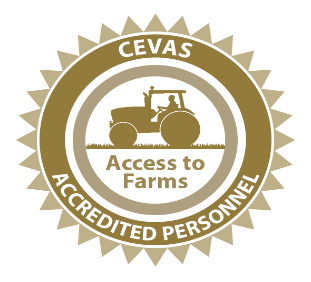 CEVAS
Access to
Farms
ACCREDITED PERSONNEL